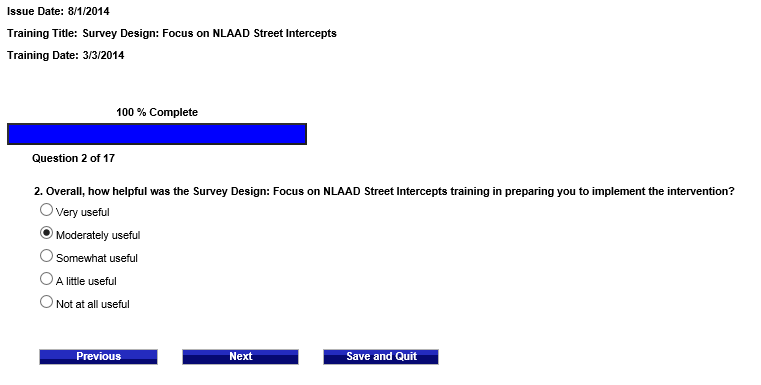 Issue Date: 8/1/2014
Training Title: Survey Design: Focus on NLAAD Street Intercepts
Training Date: 3/3/2014
100 % Complete
Question 2 of 17
2. Overall, how helpful was the Survey Design: Focus on NLAAD Street Intercepts training in preparing you to implement the intervention?
Very useful
Moderately useful
Somewhat useful
A little useful
Not at all useful
Previous Next Save and Quit